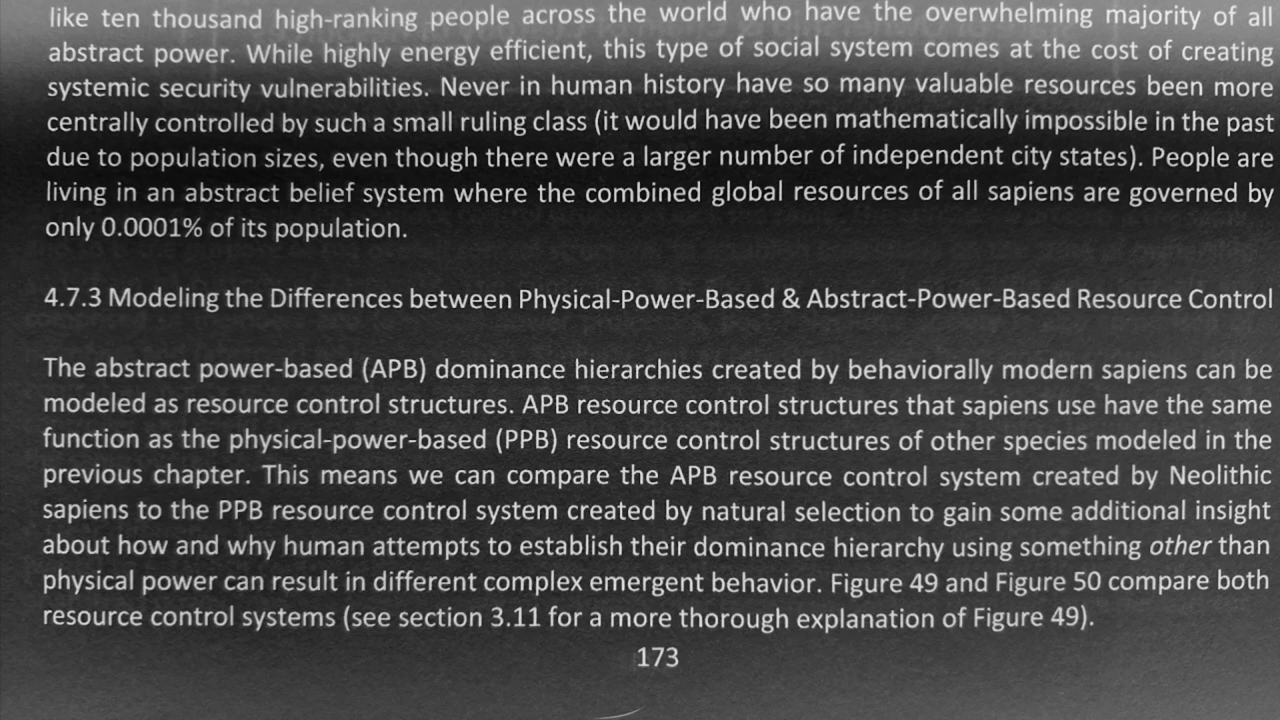 like ten thousand high-ranking people across the world who have the overwhelming majority of all
abstract power. While highly energy efficient, this type of social system comes at the cost of creating
systemic security vulnerabilities. Never in human history have so many valuable resources been more
centrally controlled by such a small ruling class (it would have been mathematically impossible in the past
due to population sizes, even though there were a larger number of independent city states). People are
living in an abstract belief system where the combined global resources of all sapiens are governed by
only 0.0001% of its population.
4.7.3 Modeling the Differences between Physical-Power-Based & Abstract-Power-Based Resource Control
The abstract power-based (APB) dominance hierarchies created by behaviorally modern sapiens can be
modeled as resource control structures. APB resource control structures that sapiens use have the same
function as the physical-power-based (PPB) resource control structures of other species modeled in the
previous chapter. This means we can compare the APB resource control system created by Neolithic
sapiens to the PPB resource control system created by natural selection to gain some additional insight
about how and why human attempts to establish their dominance hierarchy using something other than
physical power can result in different complex emergent behavior. Figure 49 and Figure 50 compare both
resource control systems (see section 3.11 for a more thorough explanation of Figure 49).
173